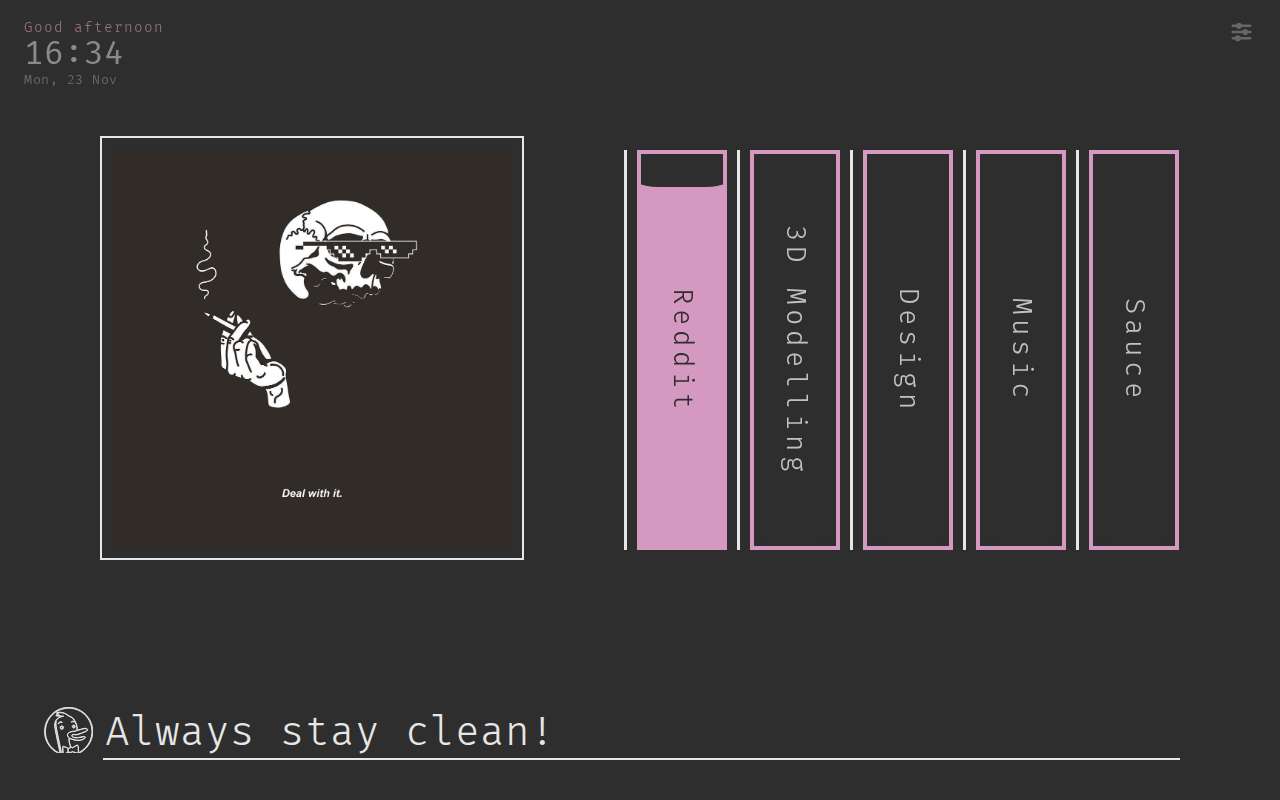 Good afternoon
16:34
Mon, 23 Nov
Deal with it.
Reddit
3D Modelling
Design
Music
Sauce
Always stay clean!